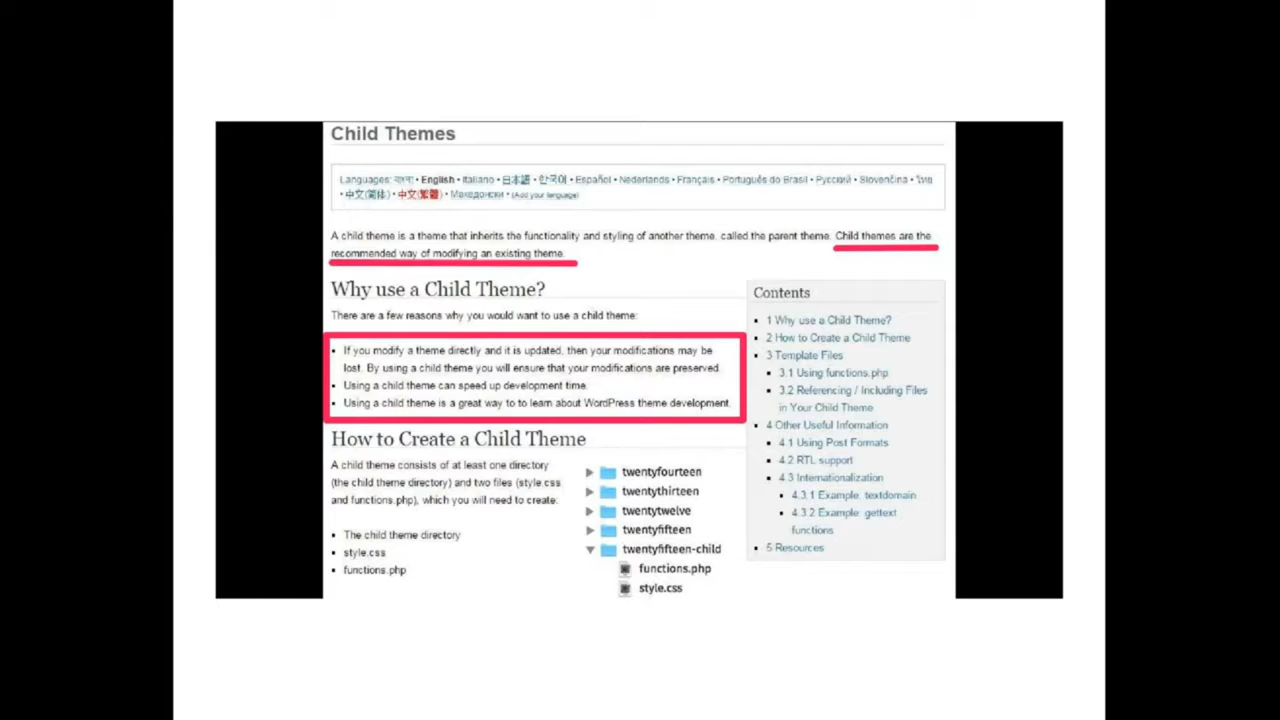 Child Themes
Languages: বাংলা • English • Italiano • 日本語 • 한국어 • Español • Nederlands • Français • Português do Brasil • Русский • Slovenčina • ไทย
• 中文(简体) • 中文(繁體) • Македонски • (Add your language)
A child theme is a theme that inherits the functionality and styling of another theme, called the parent theme. Child themes are the
recommended way of modifying an existing theme.
Why use a Child Theme?
There are a few reasons why you would want to use a child theme:
• If you modify a theme directly and it is updated, then your modifications may be
lost. By using a child theme you will ensure that your modifications are preserved.
• Using a child theme can speed up development time.
• Using a child theme is a great way to to learn about WordPress theme development.
How to Create a Child Theme
A child theme consists of at least one directory
(the child theme directory) and two files (style.css
and functions.php), which you will need to create:
• The child theme directory
• style.css
• functions.php
twentyfourteen
twentythirteen
twentytwelve
twentyfifteen
twentyfifteen-child
functions.php
style.css
Contents
• 1 Why use a Child Theme?
• 2 How to Create a Child Theme
• 3 Template Files
• 3.1 Using functions.php
• 3.2 Referencing / Including Files
in Your Child Theme
• 4 Other Useful Information
• 4.1 Using Post Formats
• 4.2 RTL support
• 4.3 Internationalization
• 4.3.1 Example: textdomain
• 4.3.2 Example: gettext
functions
• 5 Resources